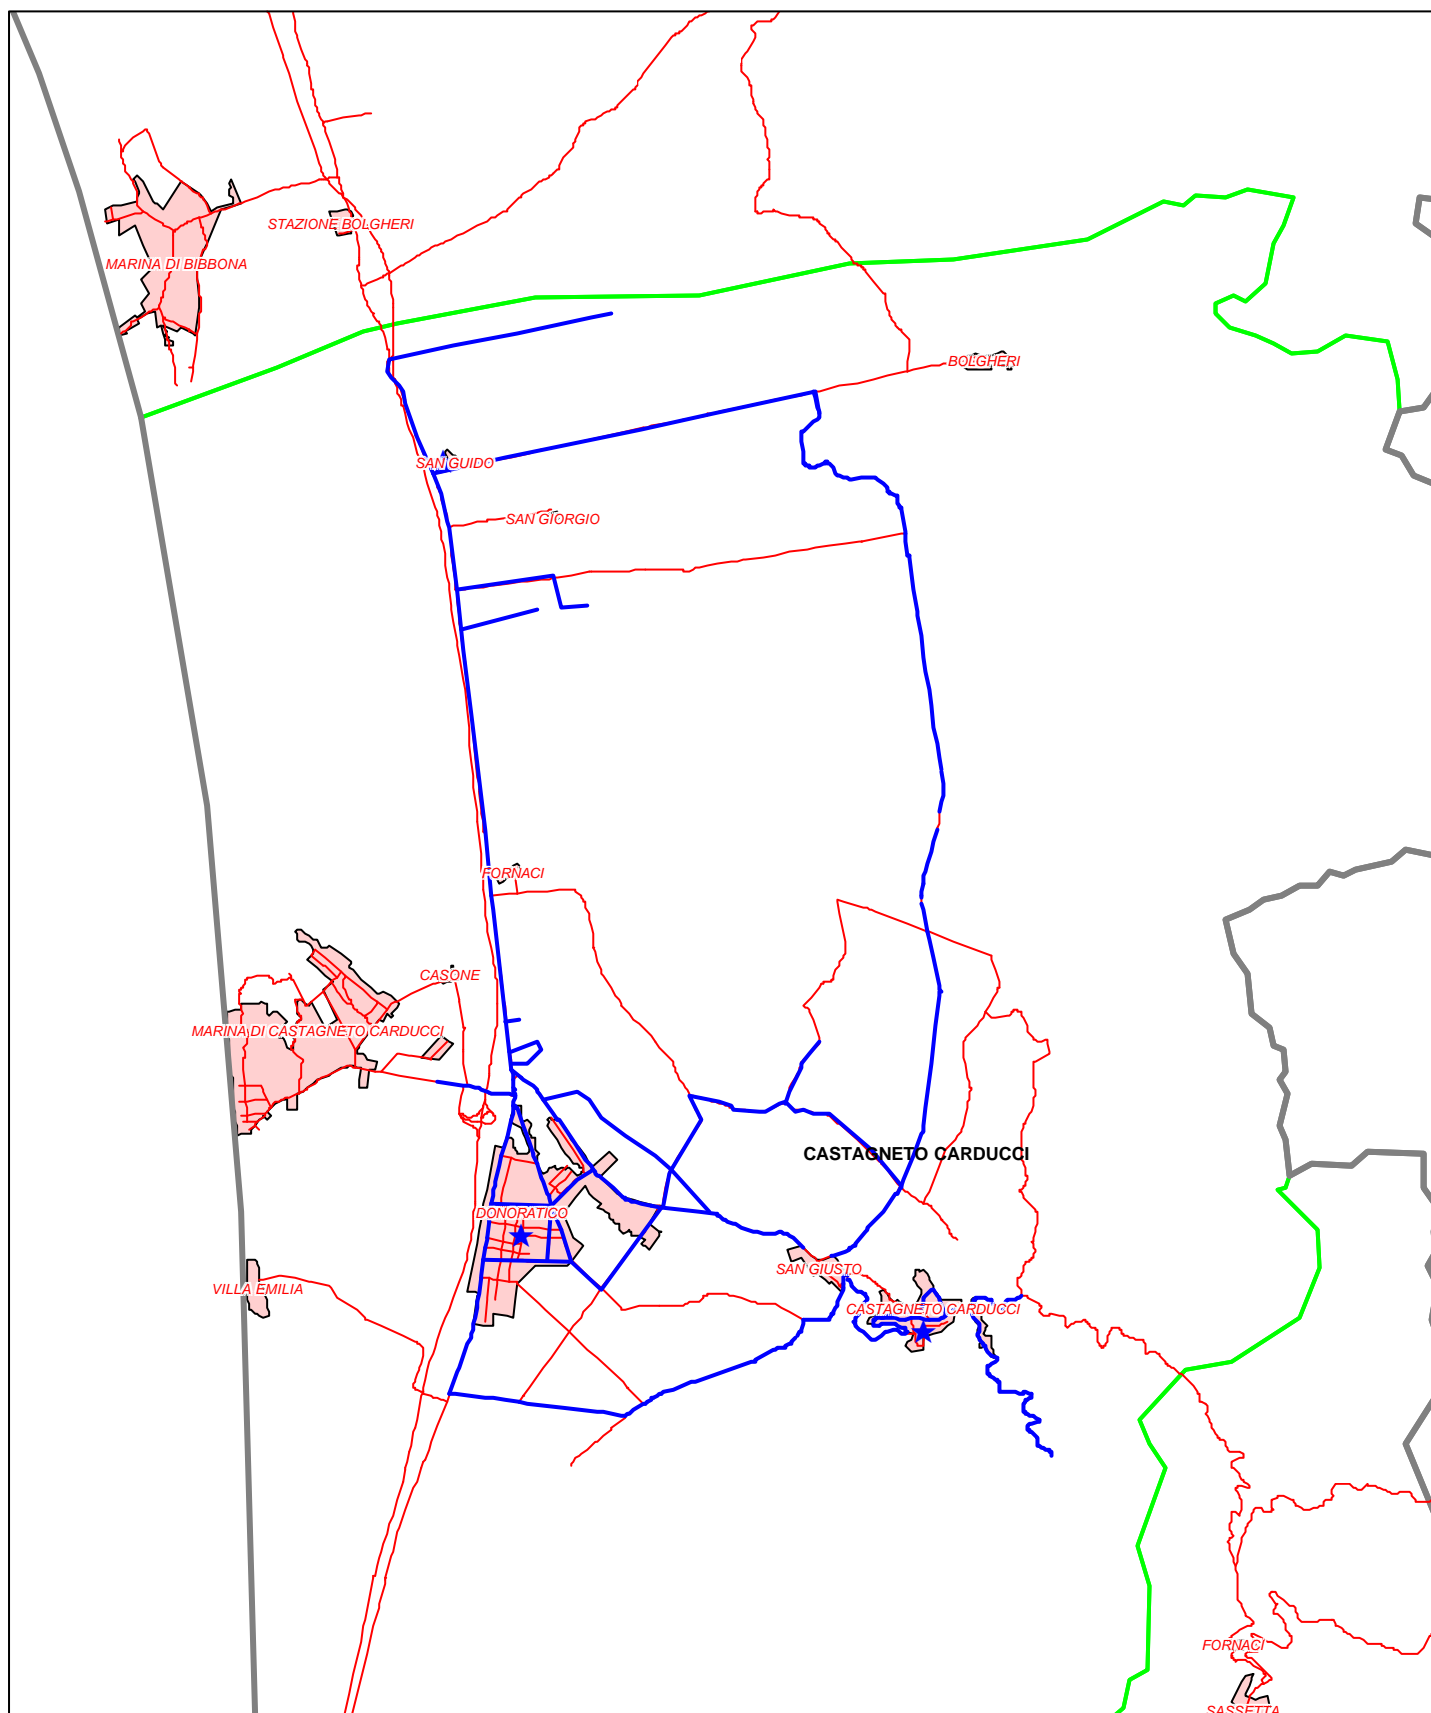 STAZIONE BOLGHERI
MARINA DI BIBBONA
BOLGHERI
SAN GUIDO
SAN GIORGIO
FORNACI
CASONE
MARINA DI CASTAGNETO CARDUCCI
CASTAGNETO CARDUCCI
DONORATICO
SAN GIUSTO
VILLA EMILIA
CASTAGNETO CARDUCCI
FORNACI
SASSETTA